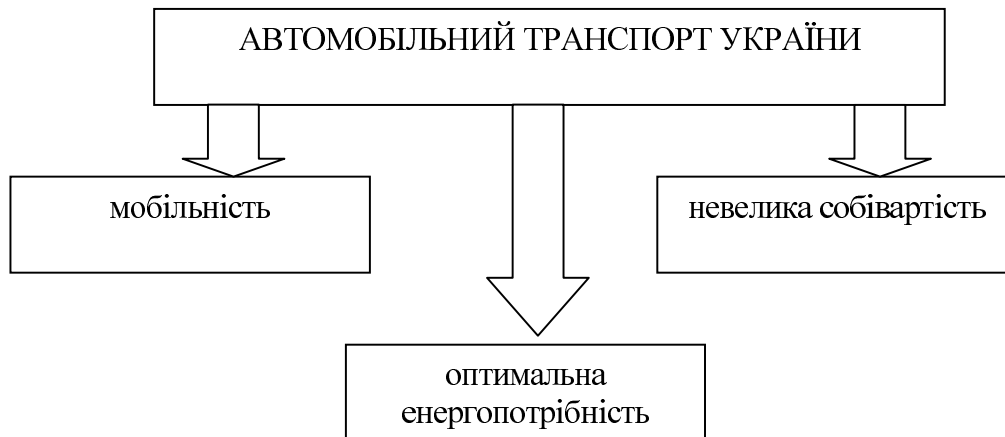 АВТОМОБІЛЬНИЙ ТРАНСПОРТ УКРАЇНИ
мобільність
невелика собівартість
оптимальна
енергопотрібність